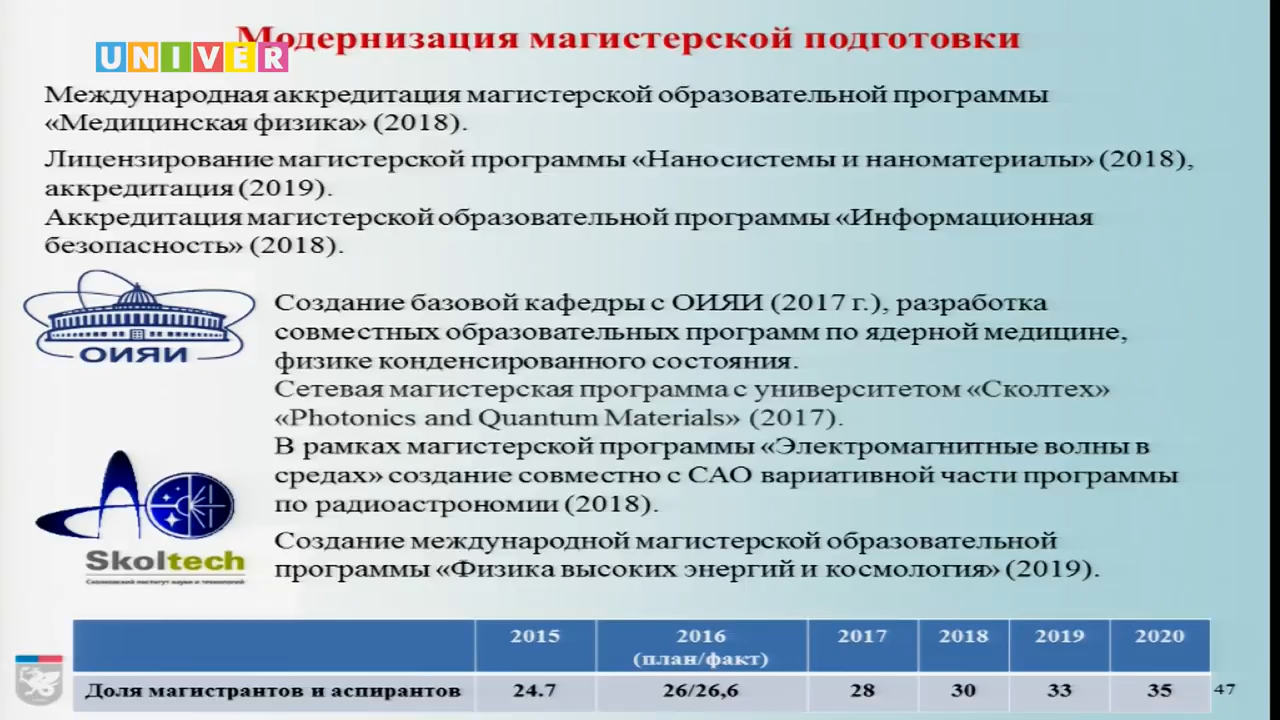 Модернизация магистерской подготовки
UNIVER
Международная аккредитация магистерской образовательной программы
«Медицинская физика» (2018).
Лицензирование магистерской программы «Наносистемы и наноматериалы» (2018),
аккредитация (2019).
Аккредитация магистерской образовательной программы «Информационная
безопасность» (2018).
ОИЯИ
Создание базовой кафедры с ОИЯИ (2017 г.), разработка
совместных образовательных программ по ядерной медицине,
физике конденсированного состояния.
Сетевая магистерская программа с университетом «Сколтех»
«Photonics and Quantum Materials» (2017).
В рамках магистерской программы «Электромагнитные волны в
средах» создание совместно с САО вариативной части программы
по радиоастрономии (2018).
Skoltech
Сколковский институт науки и технологий
Создание международной магистерской образовательной
программы «Физика высоких энергий и космология» (2019).
2015 2016 2017 2018 2019 2020
(план/факт)
Доля магистрантов и аспирантов 24.7 26/26,6 28 30 33 35
47